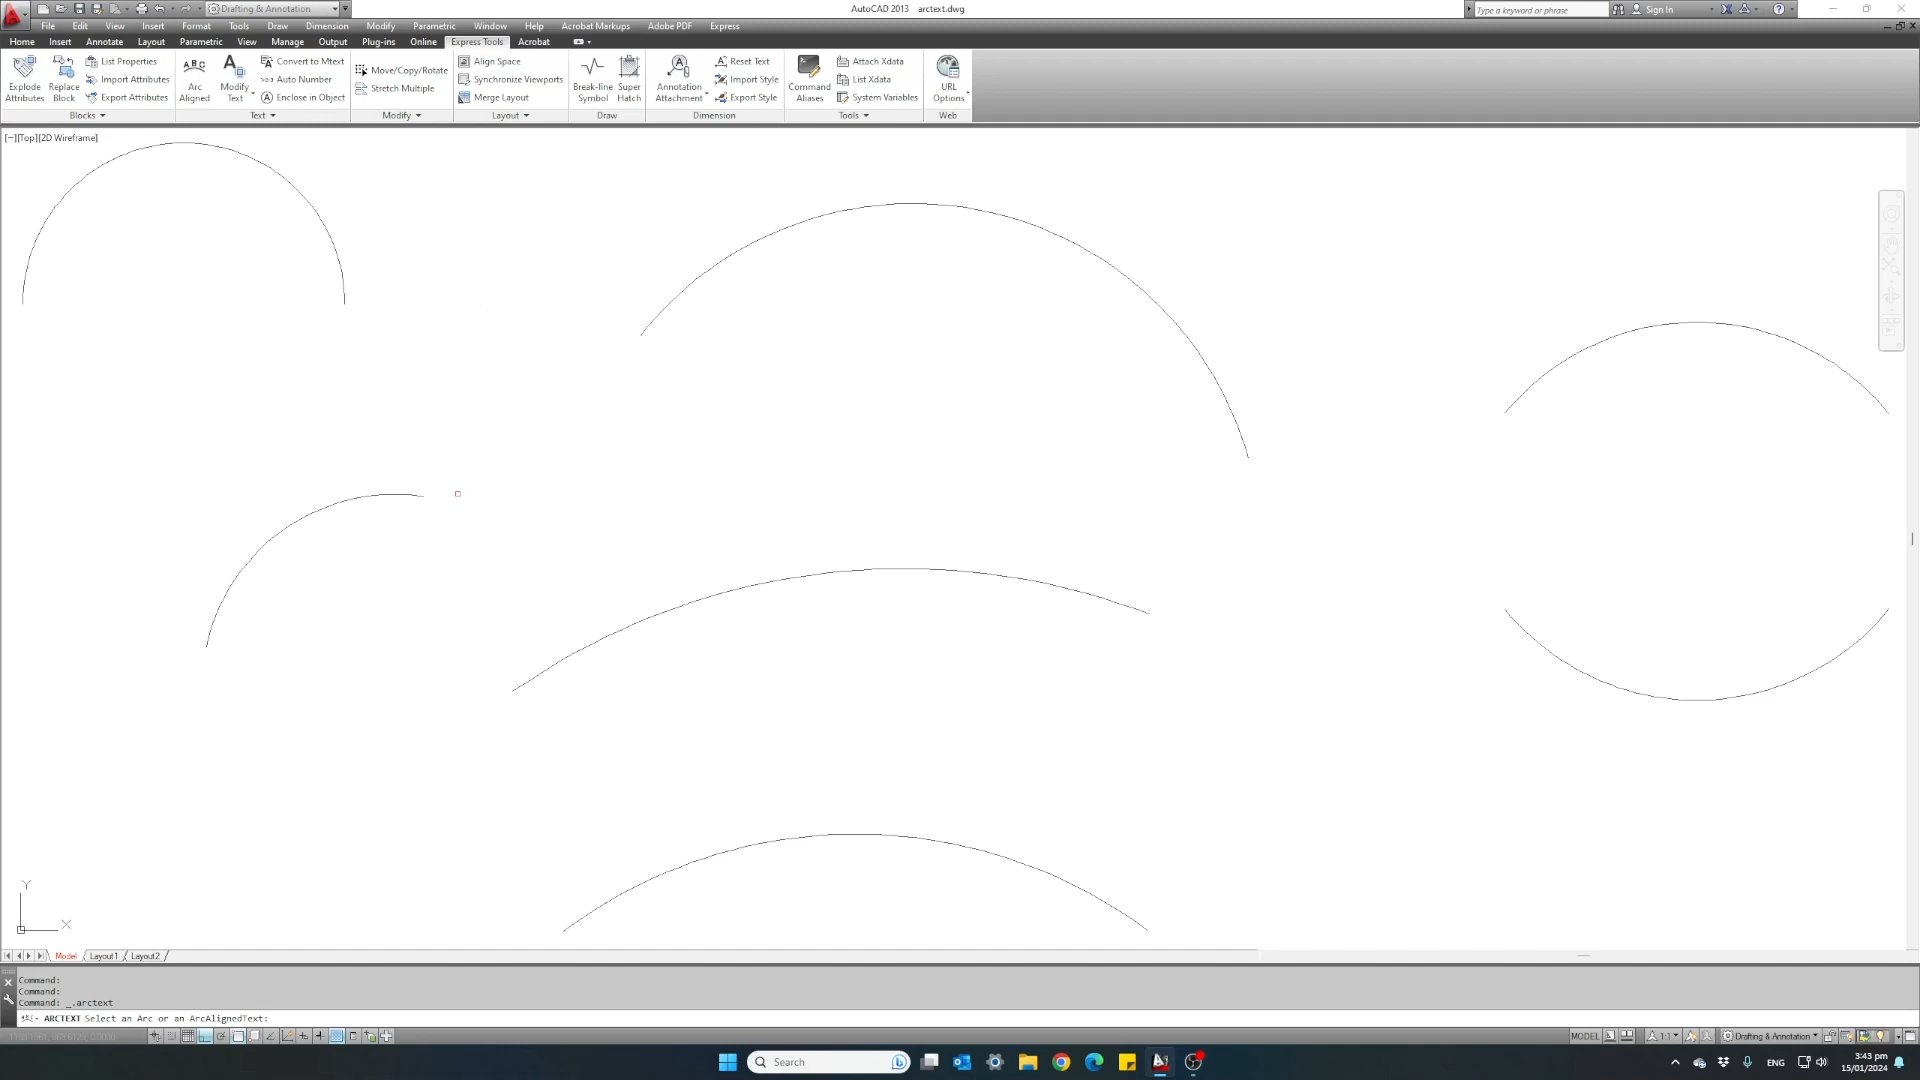 Drafting & Annotation
AutoCAD 2013 arctext.dwg
Type a keyword or phrase
Sign In
File Edit View Insert Format Tools Draw Dimension Modify Parametric Window Help Acrobat Markups Adobe PDF Express
Home Insert Annotate Layout Parametric View Manage Output Plug-ins Online Express Tools Acrobat
Explode Attributes
Replace Block
List Properties
Import Attributes
Export Attributes
Blocks
ABC
Arc Aligned
Modify Text
Convert to Mtext
Auto Number
Enclose in Object
Text
Move/Copy/Rotate
Stretch Multiple
Modify
Align Space
Synchronize Viewports
Merge Layout
Layout
Break-line Symbol
Super Hatch
Draw
Annotation Attachment
Reset Text
Import Style
Export Style
Dimension
Command Aliases
Attach Xdata
List Xdata
System Variables
Tools
URL Options
Web
[−][Top][2D Wireframe]
Y
X
Model Layout1 Layout2
Command:
Command:
Command: _.arctext
ARCTEXT Select an Arc or an ArcAlignedText:
MODEL
1:1
Drafting & Annotation
Search
ENG
3:43 pm
15/01/2024